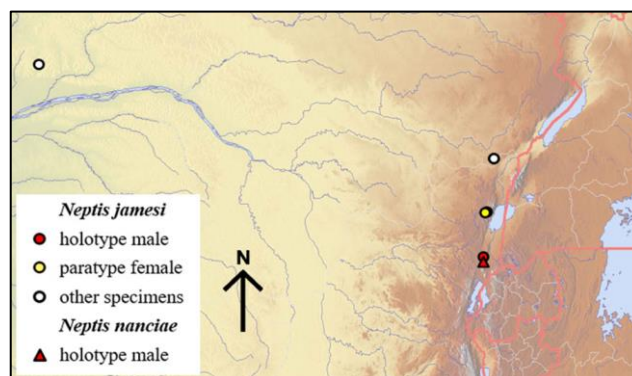 N
Neptis jamesi
holotype male
paratype female
other specimens
Neptis nanciae
holotype male